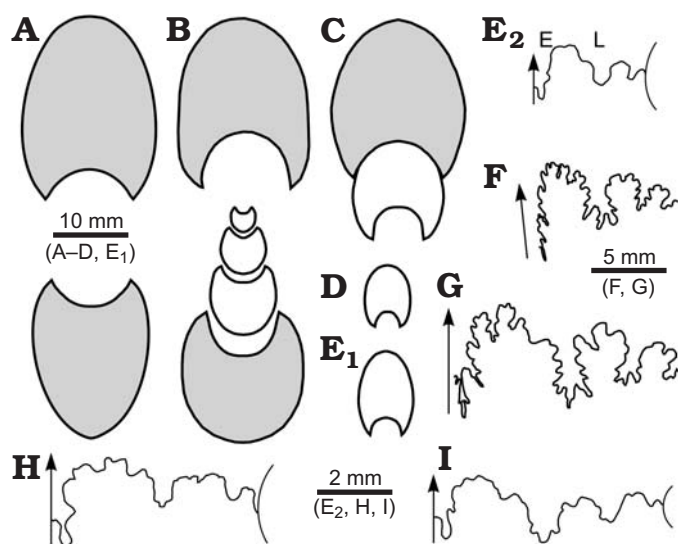 A
B
C
E₂
E L
F
10 mm
(A–D, E₁)
5 mm
(F, G)
D
G
E₁
H
2 mm
(E₂, H, I)
I